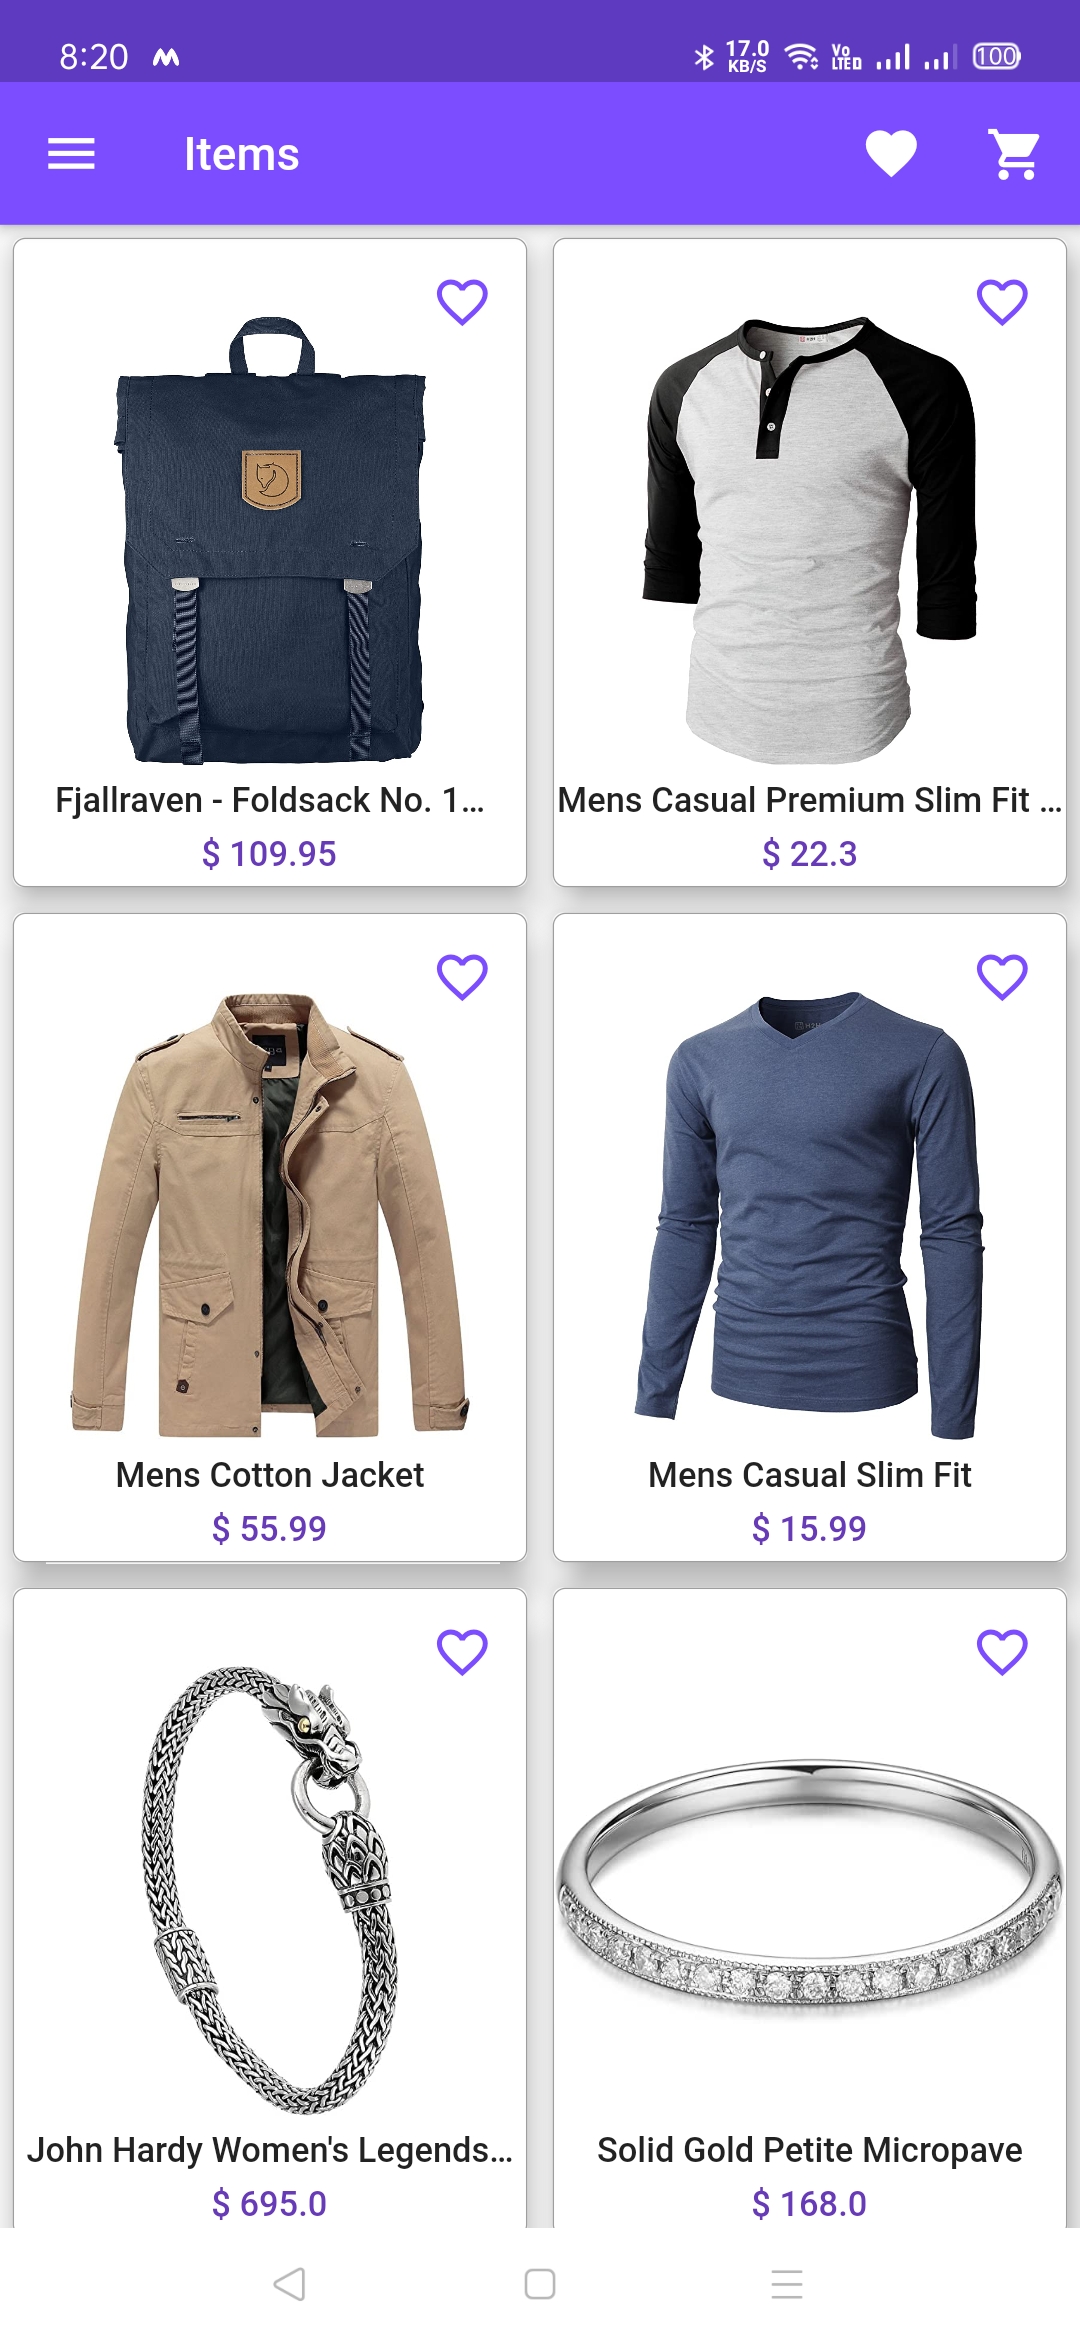 8:20
17.0
KB/S
Vo
LTE
100
Items
Fjallraven - Foldsack No. 1...
Mens Casual Premium Slim Fit ...
$ 109.95
$ 22.3
Mens Cotton Jacket
Mens Casual Slim Fit
$ 55.99
$ 15.99
John Hardy Women's Legends...
Solid Gold Petite Micropave
$ 695.0
$ 168.0